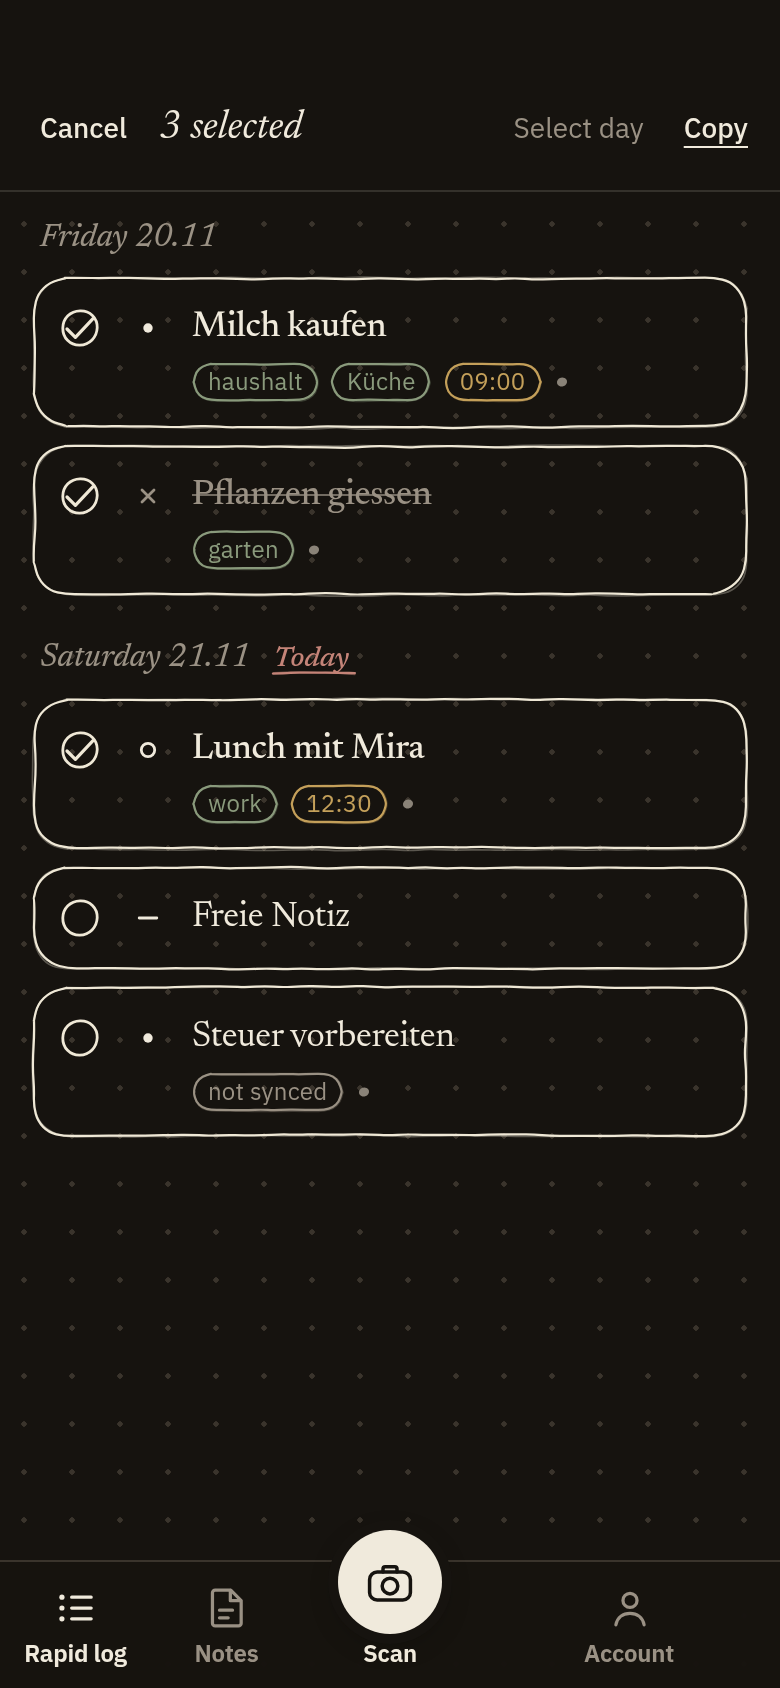 Cancel 3 selected Select day Copy
Friday 20.11
Milch kaufen
haushalt Küche 09:00
Pflanzen giessen
garten
Saturday 21.11 Today
Lunch mit Mira
work 12:30
Freie Notiz
Steuer vorbereiten
not synced
Rapid log Notes Scan Account